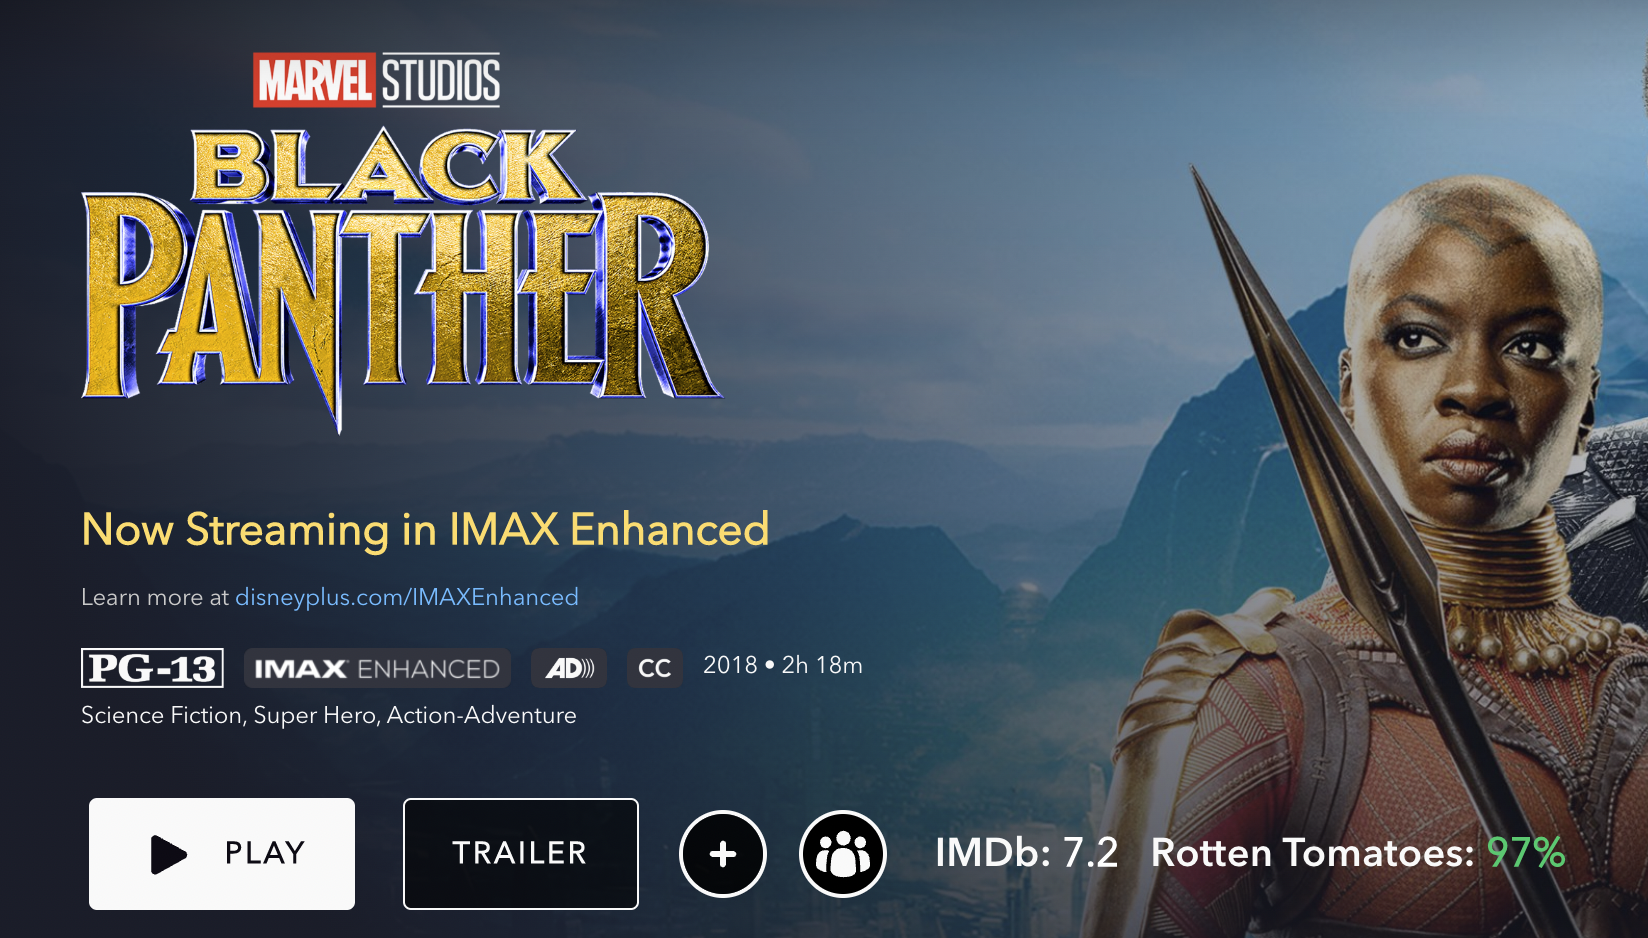 MARVEL STUDIOS
BLACK
PANTHER
Now Streaming in IMAX Enhanced
Learn more at disneyplus.com/IMAXEnhanced
PG-13 IMAX ENHANCED AD))) CC 2018 • 2h 18m
Science Fiction, Super Hero, Action-Adventure
PLAY TRAILER + IMDb: 7.2 Rotten Tomatoes: 97%